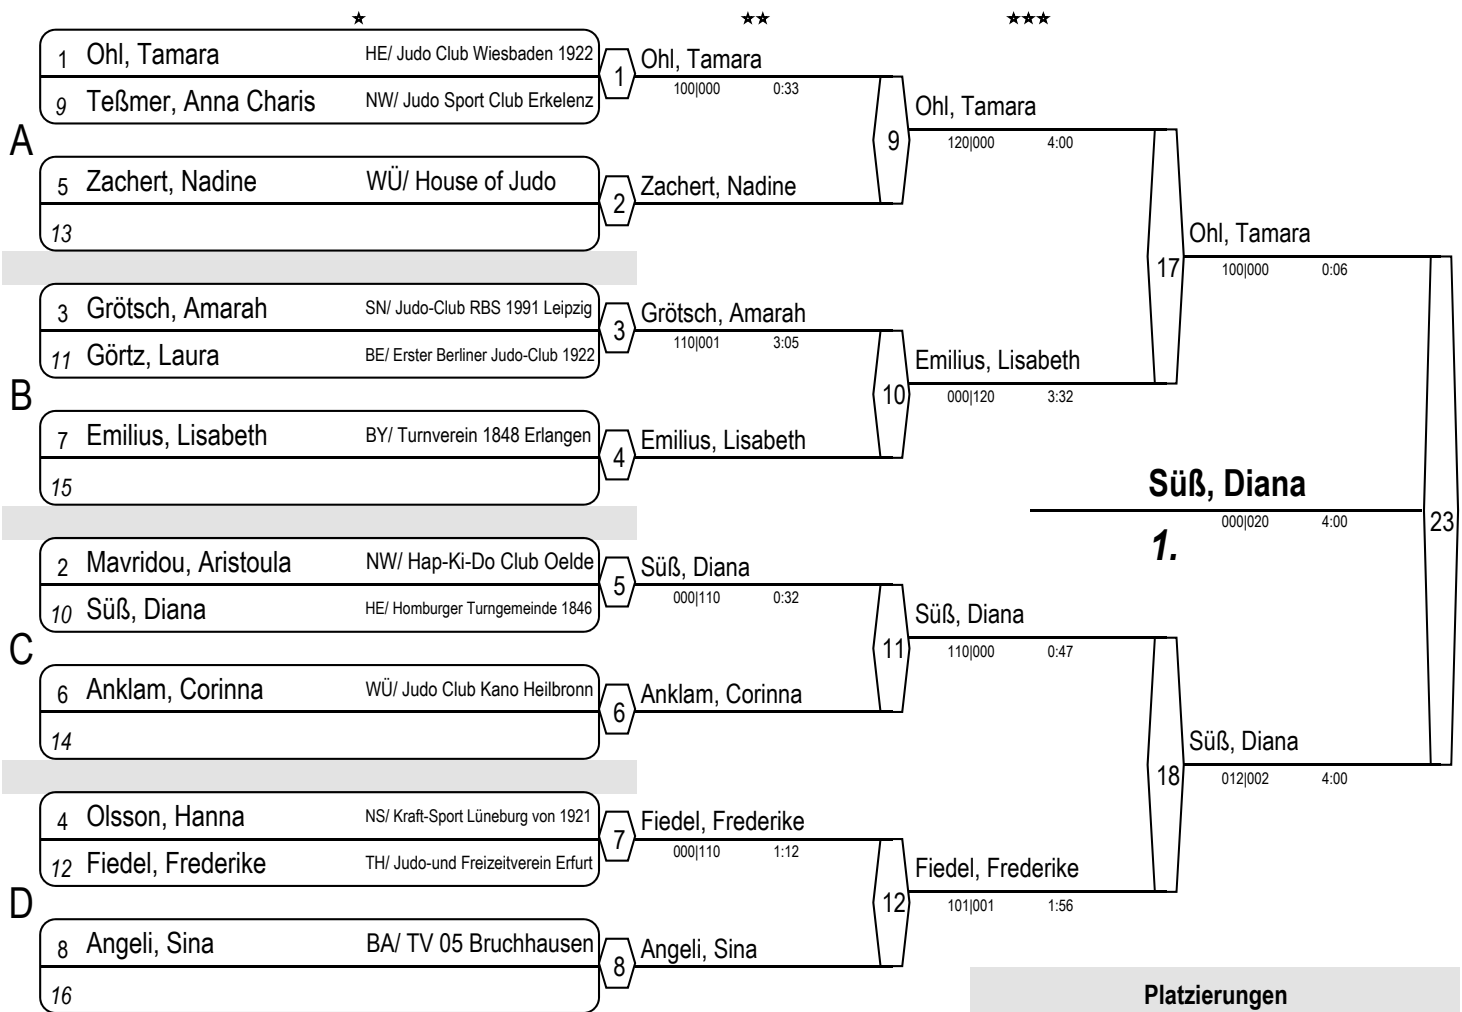 ★ ★★ ★★★
1 Ohl, Tamara HE/ Judo Club Wiesbaden 1922
9 Teßmer, Anna Charis NW/ Judo Sport Club Erkelenz
1 Ohl, Tamara
100|000 0:33
A
5 Zachert, Nadine WÜ/ House of Judo
13
2 Zachert, Nadine
9 Ohl, Tamara
120|000 4:00
3 Grötsch, Amarah SN/ Judo-Club RBS 1991 Leipzig
11 Görtz, Laura BE/ Erster Berliner Judo-Club 1922
3 Grötsch, Amarah
110|001 3:05
B
7 Emilius, Lisabeth BY/ Turnverein 1848 Erlangen
15
4 Emilius, Lisabeth
10 Emilius, Lisabeth
000|120 3:32
17 Ohl, Tamara
100|000 0:06
2 Mavridou, Aristoula NW/ Hap-Ki-Do Club Oelde
10 Süß, Diana HE/ Homburger Turngemeinde 1846
5 Süß, Diana
000|110 0:32
C
6 Anklam, Corinna WÜ/ Judo Club Kano Heilbronn
14
6 Anklam, Corinna
11 Süß, Diana
110|000 0:47
4 Olsson, Hanna NS/ Kraft-Sport Lüneburg von 1921
12 Fiedel, Frederike TH/ Judo-und Freizeitverein Erfurt
7 Fiedel, Frederike
000|110 1:12
D
8 Angeli, Sina BA/ TV 05 Bruchhausen
16
8 Angeli, Sina
12 Fiedel, Frederike
101|001 1:56
18 Süß, Diana
012|002 4:00
23
Süß, Diana
000|020 4:00
1.
Platzierungen